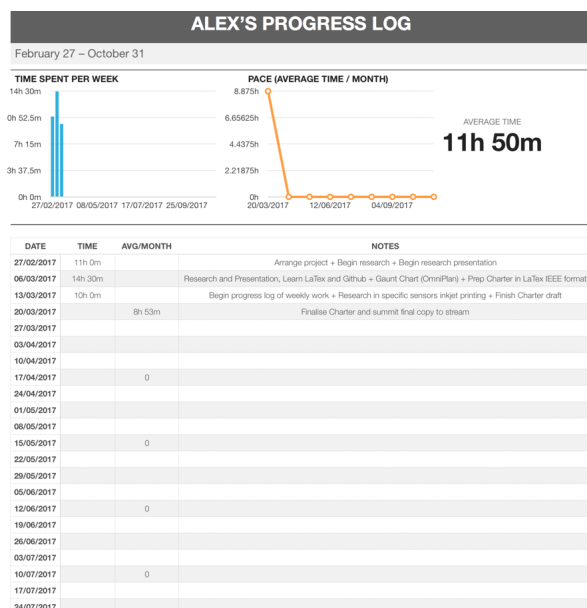 ALEX'S PROGRESS LOG
February 27 – October 31
TIME SPENT PER WEEK
14h 30m
0h 52.5m
7h 15m
3h 37.5m
0h 0m
27/02/2017 08/05/2017 17/07/2017 25/09/2017
PACE (AVERAGE TIME / MONTH)
8.875h
6.65625h
4.4375h
2.21875h
0h
20/03/2017 12/06/2017 04/09/2017
AVERAGE TIME
11h 50m
DATE TIME AVG/MONTH NOTES
27/02/2017 11h 0m Arrange project + Begin research + Begin research presentation
06/03/2017 14h 30m Research and Presentation, Learn LaTex and Github + Gaunt Chart (OmniPlan) + Prep Charter in LaTex IEEE format
13/03/2017 10h 0m Begin progress log of weekly work + Research in specific sensors inkjet printing + Finish Charter draft
20/03/2017 8h 53m Finalise Charter and summit final copy to stream
27/03/2017
03/04/2017
10/04/2017
17/04/2017 0
24/04/2017
01/05/2017
08/05/2017
15/05/2017 0
22/05/2017
29/05/2017
05/06/2017
12/06/2017 0
19/06/2017
26/06/2017
03/07/2017
10/07/2017 0
17/07/2017
24/07/2017